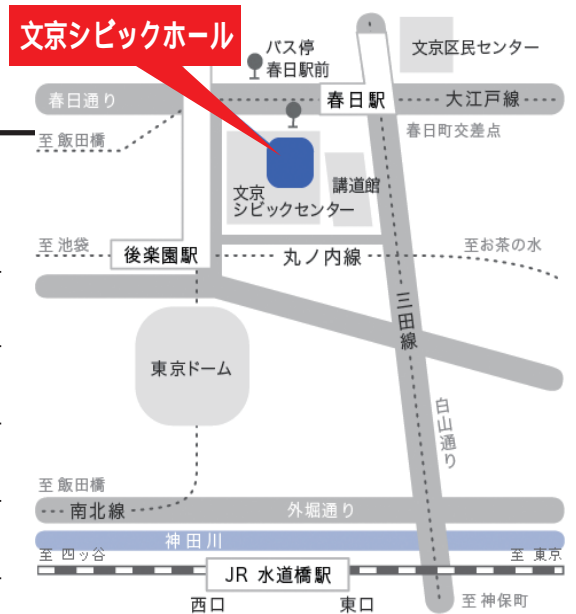 文京シビックホール
バス停
春日駅前
文京区民センター
春日通り
春日駅
大江戸線
至 飯田橋
春日町交差点
講道館
文京
シビックセンター
至 池袋
後楽園駅
丸ノ内線
至お茶の水
三田線
東京ドーム
白山通り
至 飯田橋
南北線
外堀通り
神田川
至 四ッ谷
至 東京
JR 水道橋駅
西口
東口
至 神保町